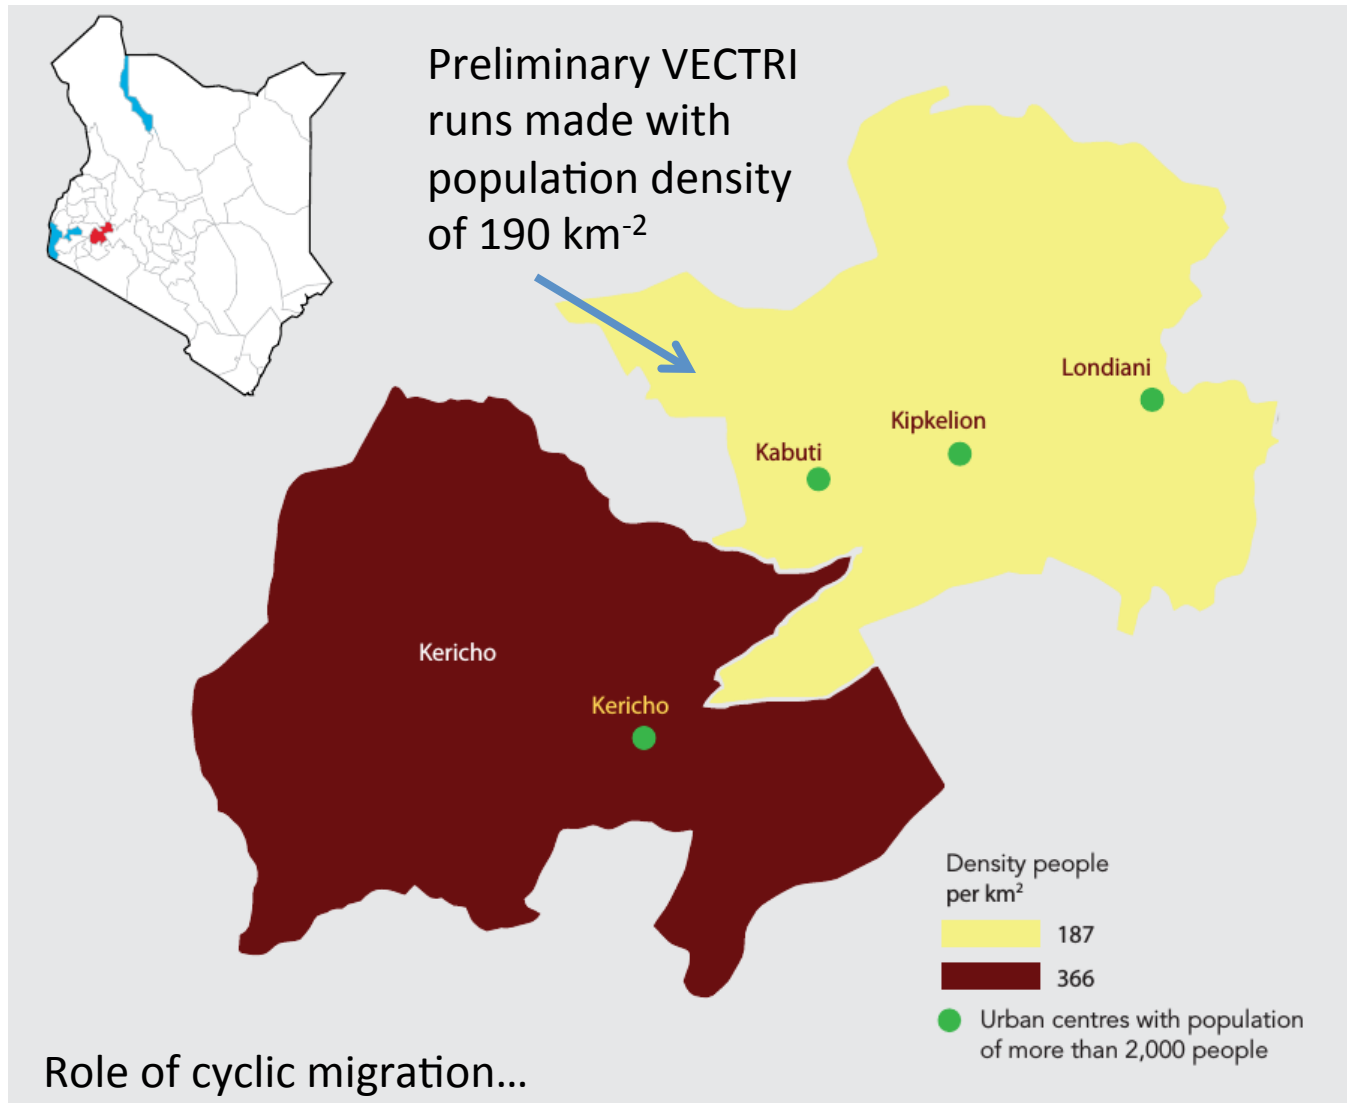 Preliminary VECTRI
runs made with
population density
of 190 km⁻²
Londiani
Kipkelion
Kabuti
Kericho
Kericho
Density people
per km²
187
366
Urban centres with population
of more than 2,000 people
Role of cyclic migration…